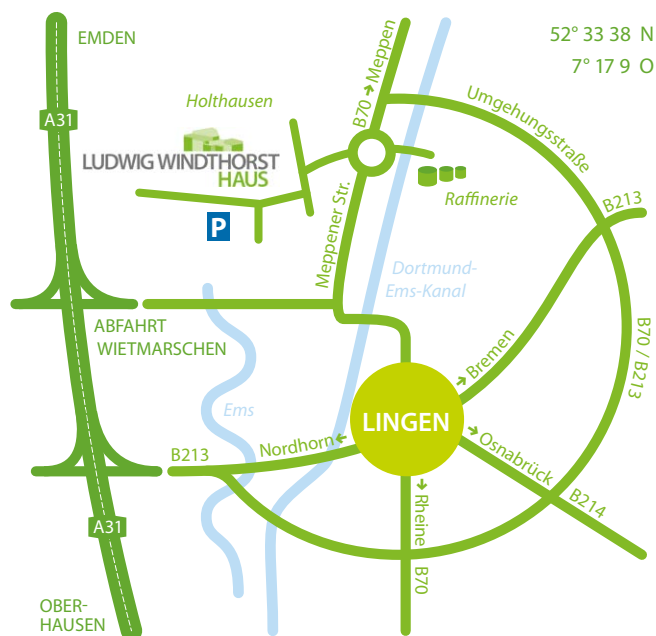 EMDEN
52° 33 38 N
7° 17 9 O
A31
Holthausen
B70 → Meppen
Umgehungsstraße
LUDWIG WINDTHORST
HAUS
P
Raffinerie
B213
Meppener Str.
Dortmund-
Ems-Kanal
ABFAHRT
WIETMARSCHEN
B70 / B213
→ Bremen
Ems
LINGEN
B213
Nordhorn ←
→ Osnabrück
B214
→ Rheine
B70
A31
OBER-
HAUSEN